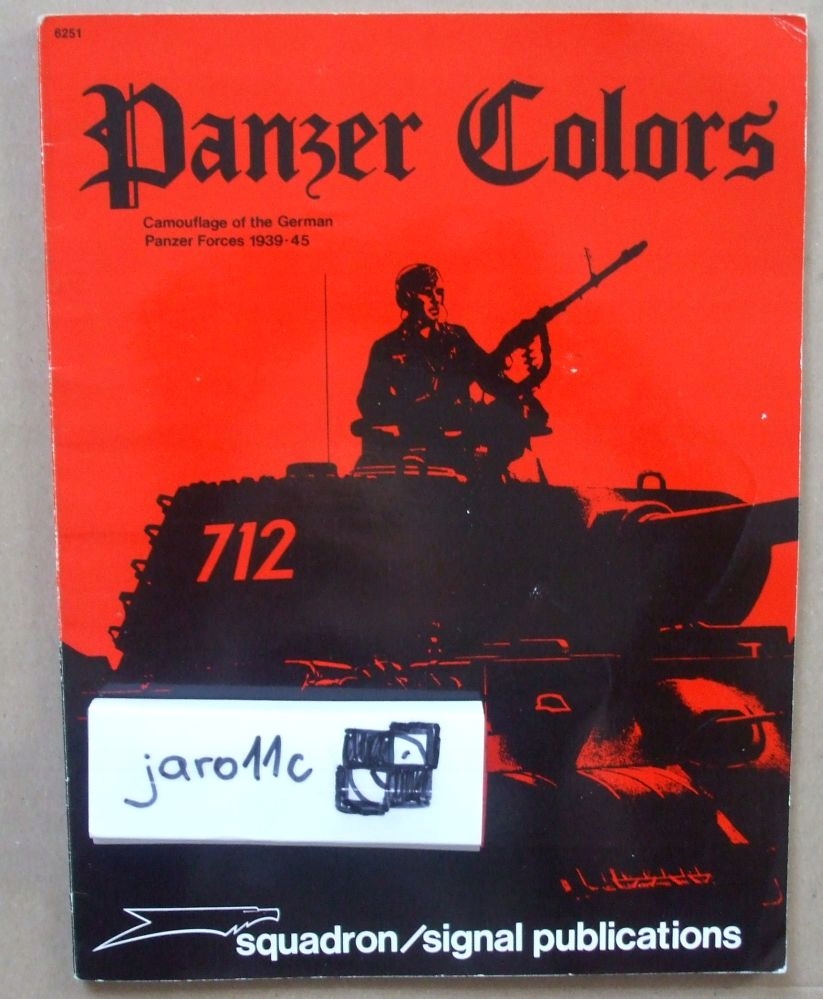 6251
Panzer Colors
Camouflage of the German
Panzer Forces 1939-45
712
jaro11c
squadron/signal publications